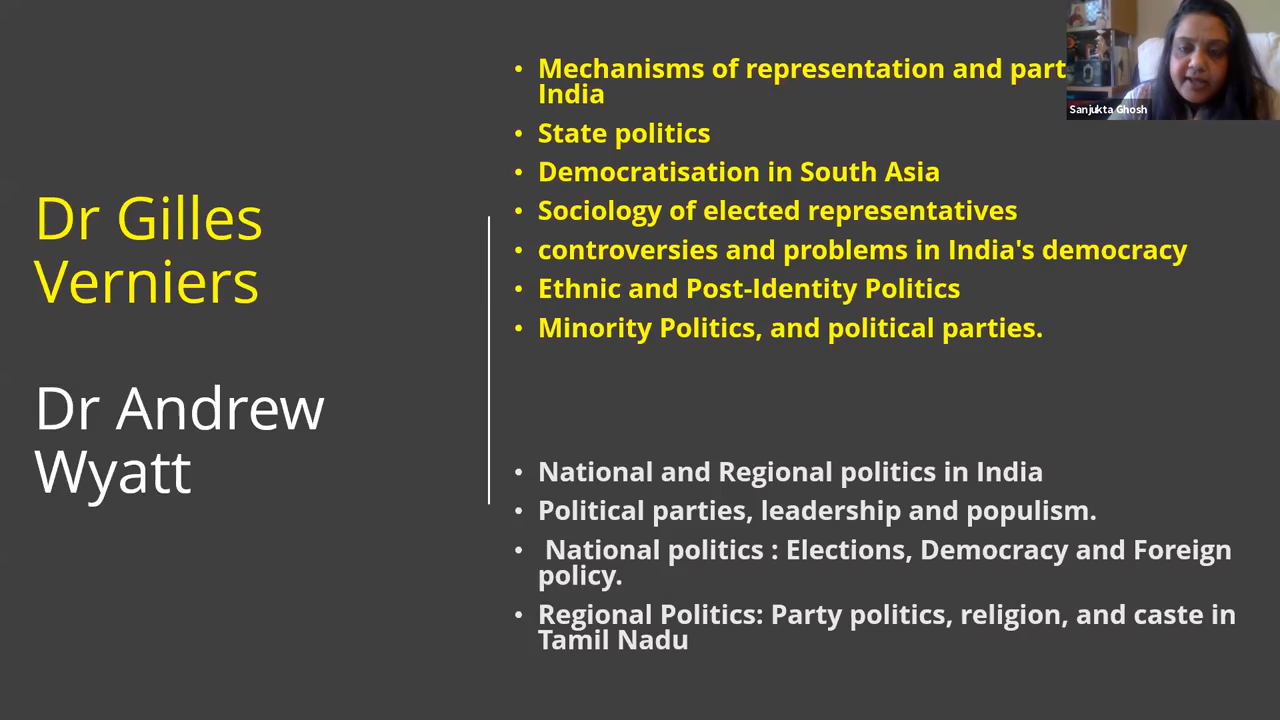 Dr Gilles
Verniers
Dr Andrew
Wyatt
• Mechanisms of representation and part
India
• State politics
• Democratisation in South Asia
• Sociology of elected representatives
• controversies and problems in India's democracy
• Ethnic and Post-Identity Politics
• Minority Politics, and political parties.
• National and Regional politics in India
• Political parties, leadership and populism.
• National politics : Elections, Democracy and Foreign
policy.
• Regional Politics: Party politics, religion, and caste in
Tamil Nadu
Sanjukta Ghosh